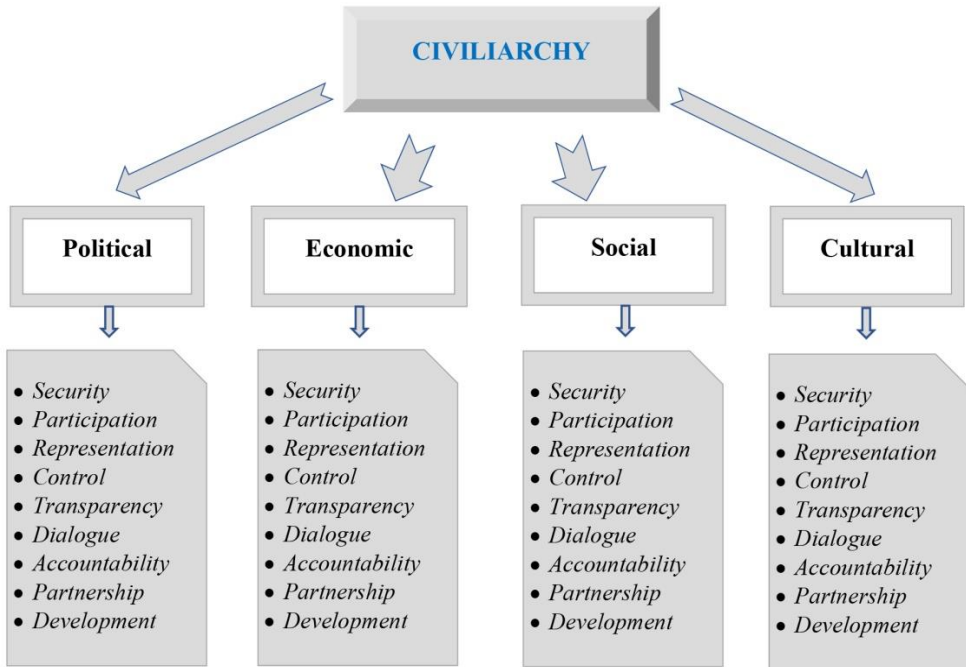 CIVILIARCHY
Political
Economic
Social
Cultural
• Security
• Participation
• Representation
• Control
• Transparency
• Dialogue
• Accountability
• Partnership
• Development
• Security
• Participation
• Representation
• Control
• Transparency
• Dialogue
• Accountability
• Partnership
• Development
• Security
• Participation
• Representation
• Control
• Transparency
• Dialogue
• Accountability
• Partnership
• Development
• Security
• Participation
• Representation
• Control
• Transparency
• Dialogue
• Accountability
• Partnership
• Development